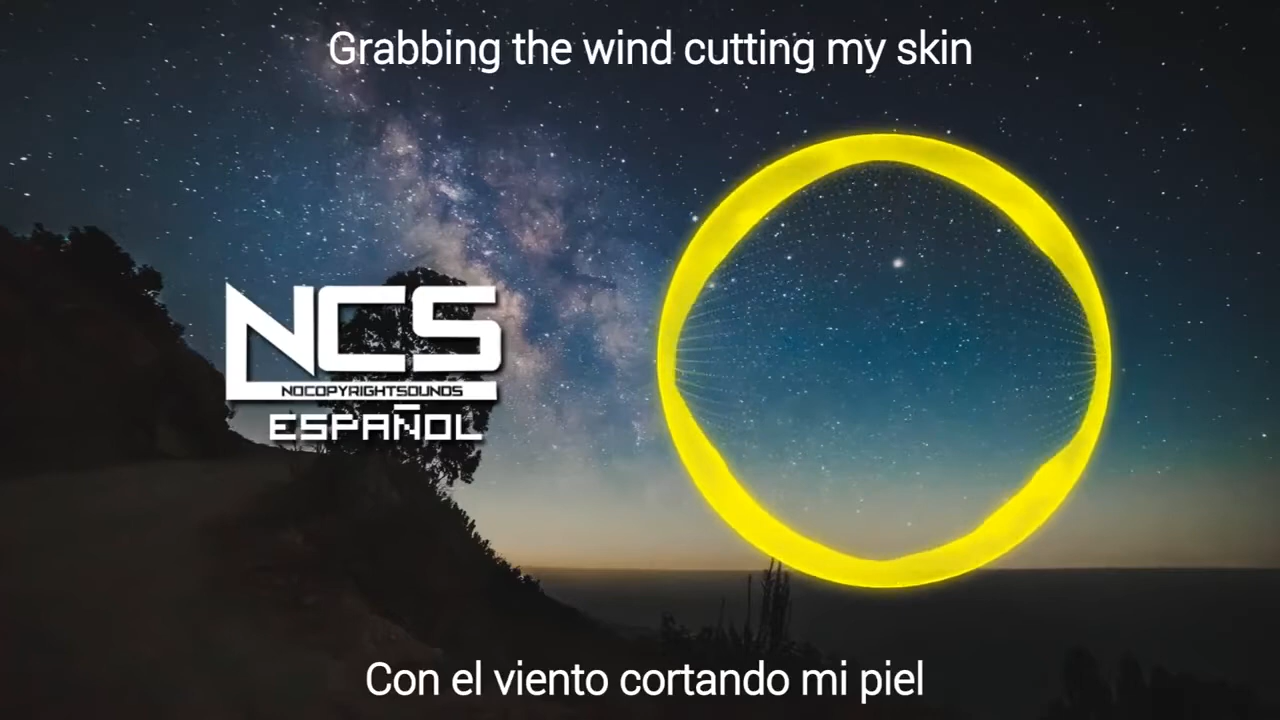 Grabbing the wind cutting my skin
NCS
NOCOPYRIGHTSOUNDS
ESPAÑOL
Con el viento cortando mi piel